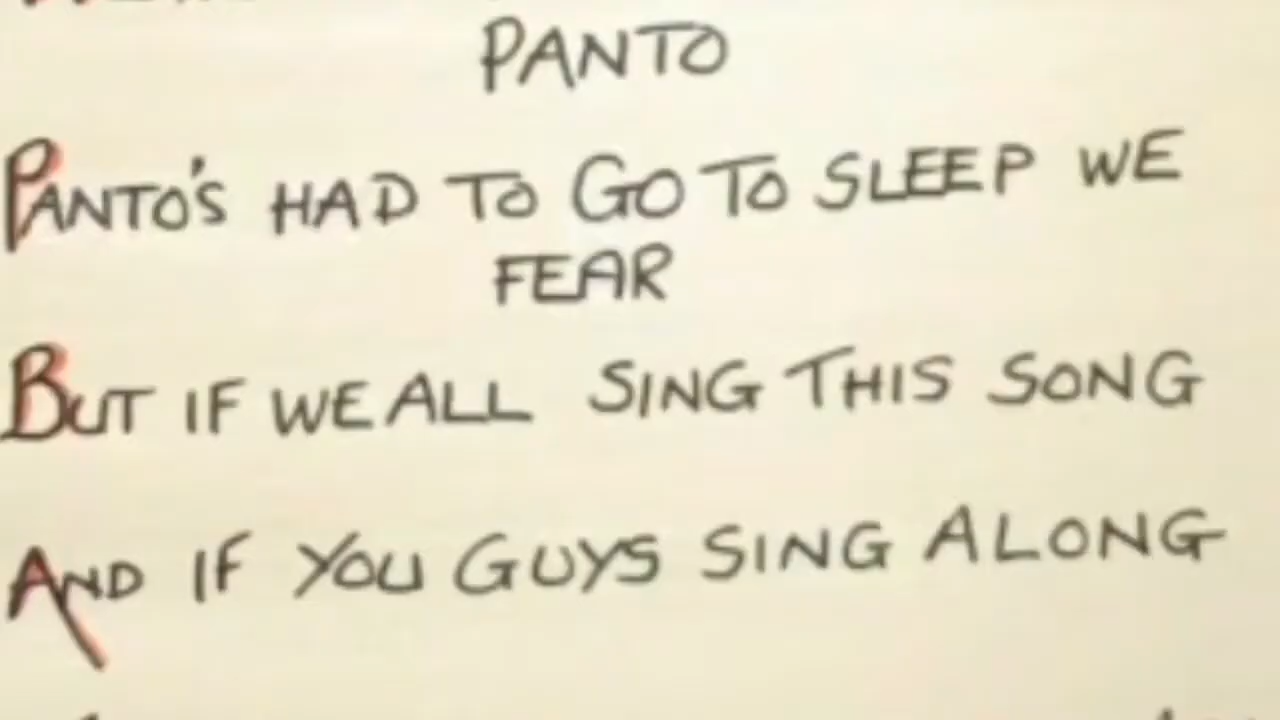 PANTO
PANTO'S HAD TO GO TO SLEEP WE
FEAR
BUT IF WE ALL SING THIS SONG
AND IF YOU GUYS SING ALONG